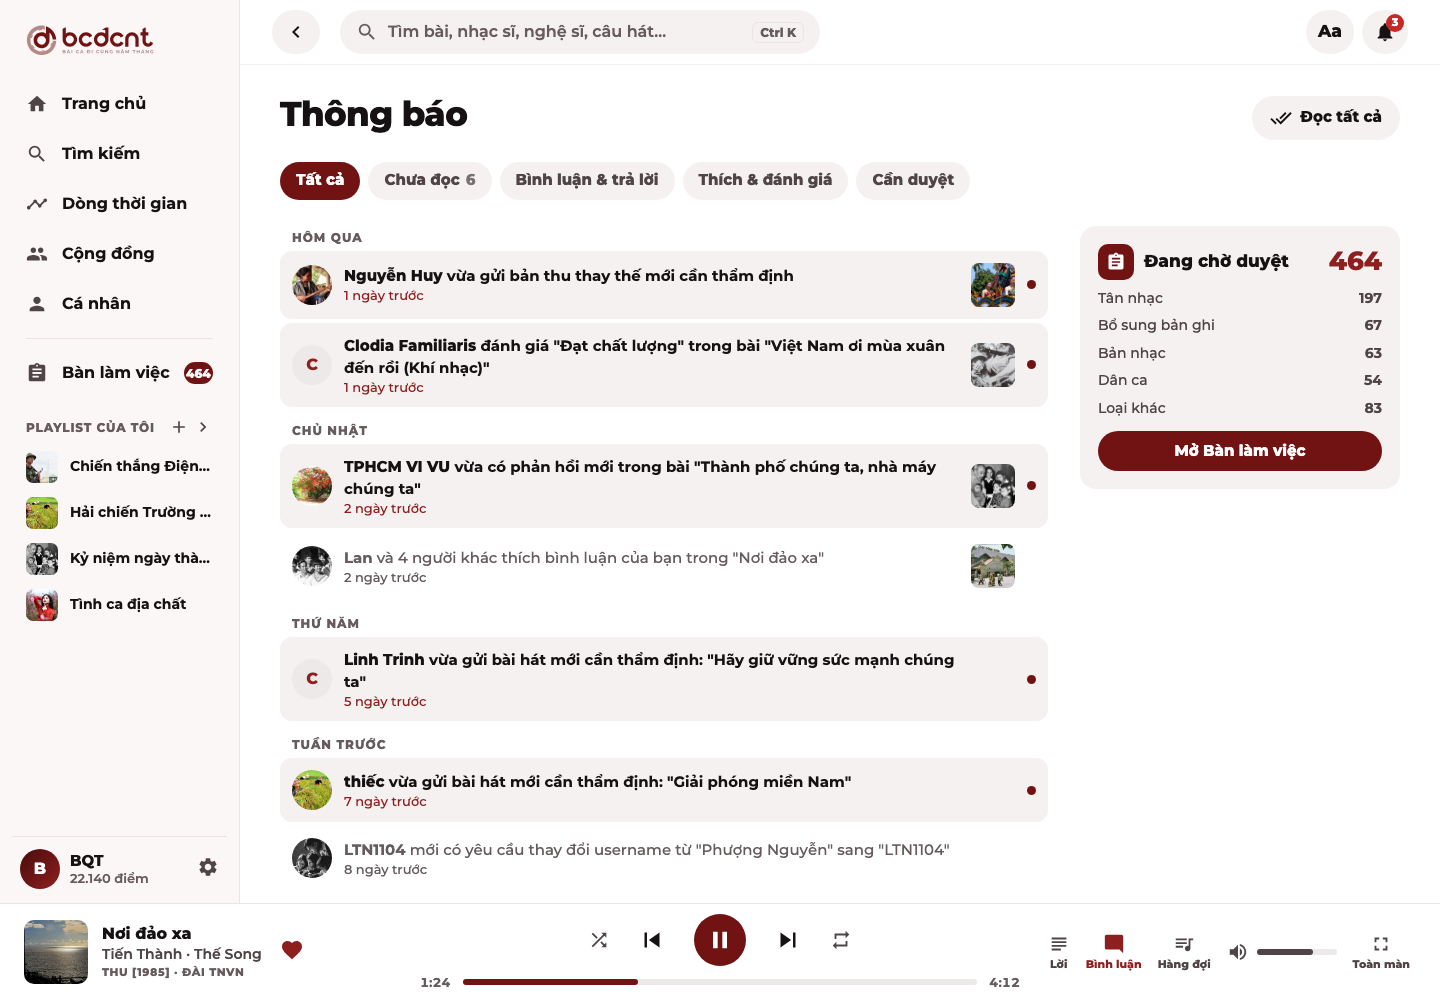 bcdcnt
BÀI CA ĐI CÙNG NĂM THÁNG
Trang chủ
Tìm kiếm
Dòng thời gian
Cộng đồng
Cá nhân
Bàn làm việc 464
PLAYLIST CỦA TÔI
Chiến thắng Điện...
Hải chiến Trường ...
Kỷ niệm ngày thà...
Tình ca địa chất
B
BQT
22.140 điểm
Tìm bài, nhạc sĩ, nghệ sĩ, câu hát...
Ctrl K
Aa
3
Thông báo
Đọc tất cả
Tất cả
Chưa đọc 6
Bình luận & trả lời
Thích & đánh giá
Cần duyệt
HÔM QUA
Nguyễn Huy vừa gửi bản thu thay thế mới cần thẩm định
1 ngày trước
C
Clodia Familiaris đánh giá "Đạt chất lượng" trong bài "Việt Nam ơi mùa xuân
đến rồi (Khí nhạc)"
1 ngày trước
CHỦ NHẬT
TPHCM VI VU vừa có phản hồi mới trong bài "Thành phố chúng ta, nhà máy
chúng ta"
2 ngày trước
Lan và 4 người khác thích bình luận của bạn trong "Nơi đảo xa"
2 ngày trước
THỨ NĂM
C
Linh Trinh vừa gửi bài hát mới cần thẩm định: "Hãy giữ vững sức mạnh chúng
ta"
5 ngày trước
TUẦN TRƯỚC
thiếc vừa gửi bài hát mới cần thẩm định: "Giải phóng miền Nam"
7 ngày trước
LTN1104 mới có yêu cầu thay đổi username từ "Phượng Nguyễn" sang "LTN1104"
8 ngày trước
Đang chờ duyệt 464
Tân nhạc 197
Bổ sung bản ghi 67
Bản nhạc 63
Dân ca 54
Loại khác 83
Mở Bàn làm việc
Nơi đảo xa
Tiến Thành · Thế Song
THU [1985] · ĐÀI TNVN
1:24
4:12
Lời
Bình luận
Hàng đợi
Toàn màn